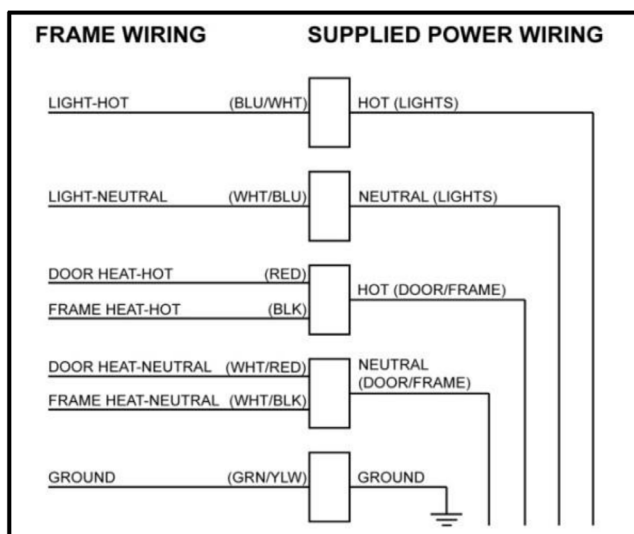 FRAME WIRING SUPPLIED POWER WIRING
LIGHT-HOT (BLU/WHT) HOT (LIGHTS)
LIGHT-NEUTRAL (WHT/BLU) NEUTRAL (LIGHTS)
DOOR HEAT-HOT (RED)
HOT (DOOR/FRAME)
FRAME HEAT-HOT (BLK)
DOOR HEAT-NEUTRAL (WHT/RED) NEUTRAL
(DOOR/FRAME)
FRAME HEAT-NEUTRAL (WHT/BLK)
GROUND (GRN/YLW) GROUND